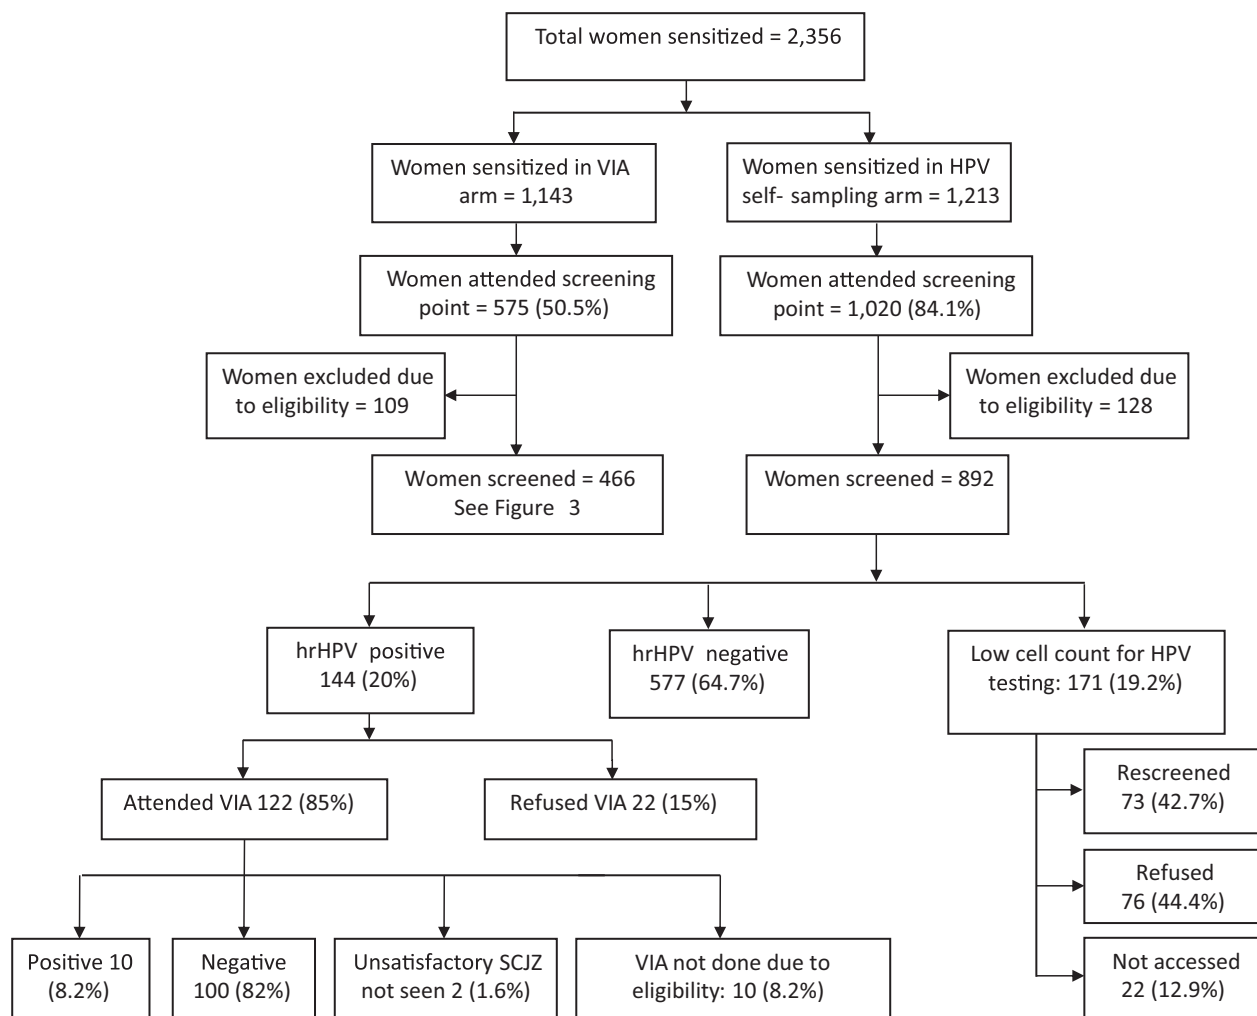 Total women sensitized = 2,356
Women sensitized in VIA
arm = 1,143
Women sensitized in HPV
self- sampling arm = 1,213
Women attended screening
point = 575 (50.5%)
Women attended screening
point = 1,020 (84.1%)
Women excluded due
to eligibility = 109
Women excluded due
to eligibility = 128
Women screened = 466
See Figure 3
Women screened = 892
hrHPV positive
144 (20%)
hrHPV negative
577 (64.7%)
Low cell count for HPV
testing: 171 (19.2%)
Attended VIA 122 (85%)
Refused VIA 22 (15%)
Rescreened
73 (42.7%)
Refused
76 (44.4%)
Not accessed
22 (12.9%)
Positive 10
(8.2%)
Negative
100 (82%)
Unsatisfactory SCJZ
not seen 2 (1.6%)
VIA not done due to
eligibility: 10 (8.2%)